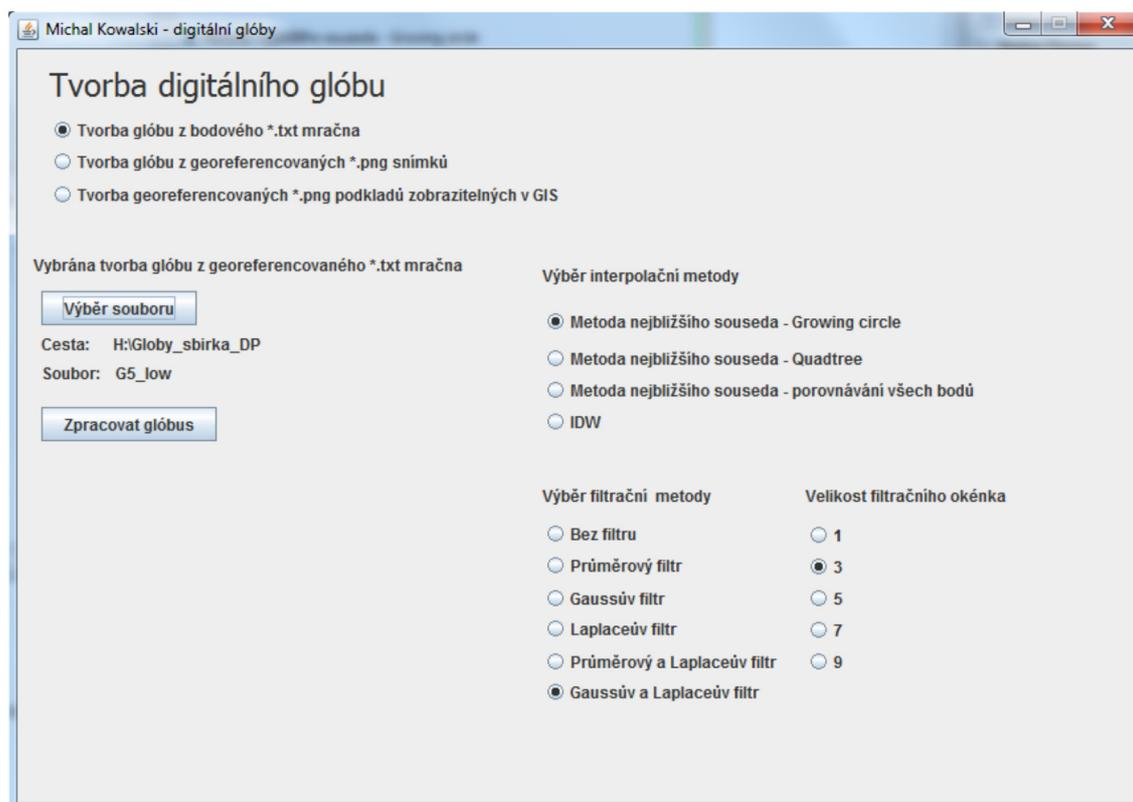 Michal Kowalski - digitální glóby
Tvorba digitálního glóbu
Tvorba glóbu z bodového *.txt mračna
Tvorba glóbu z georeferencovaných *.png snímků
Tvorba georeferencovaných *.png podkladů zobrazitelných v GIS
Vybrána tvorba glóbu z georeferencovaného *.txt mračna
Výběr souboru
Cesta: H:\Globy_sbirka_DP
Soubor: G5_low
Zpracovat glóbus
Výběr interpolační metody
Metoda nejbližšího souseda - Growing circle
Metoda nejbližšího souseda - Quadtree
Metoda nejbližšího souseda - porovnávání všech bodů
IDW
Výběr filtrační metody
Bez filtru
Průměrový filtr
Gaussův filtr
Laplaceův filtr
Průměrový a Laplaceův filtr
Gaussův a Laplaceův filtr
Velikost filtračního okénka
1
3
5
7
9